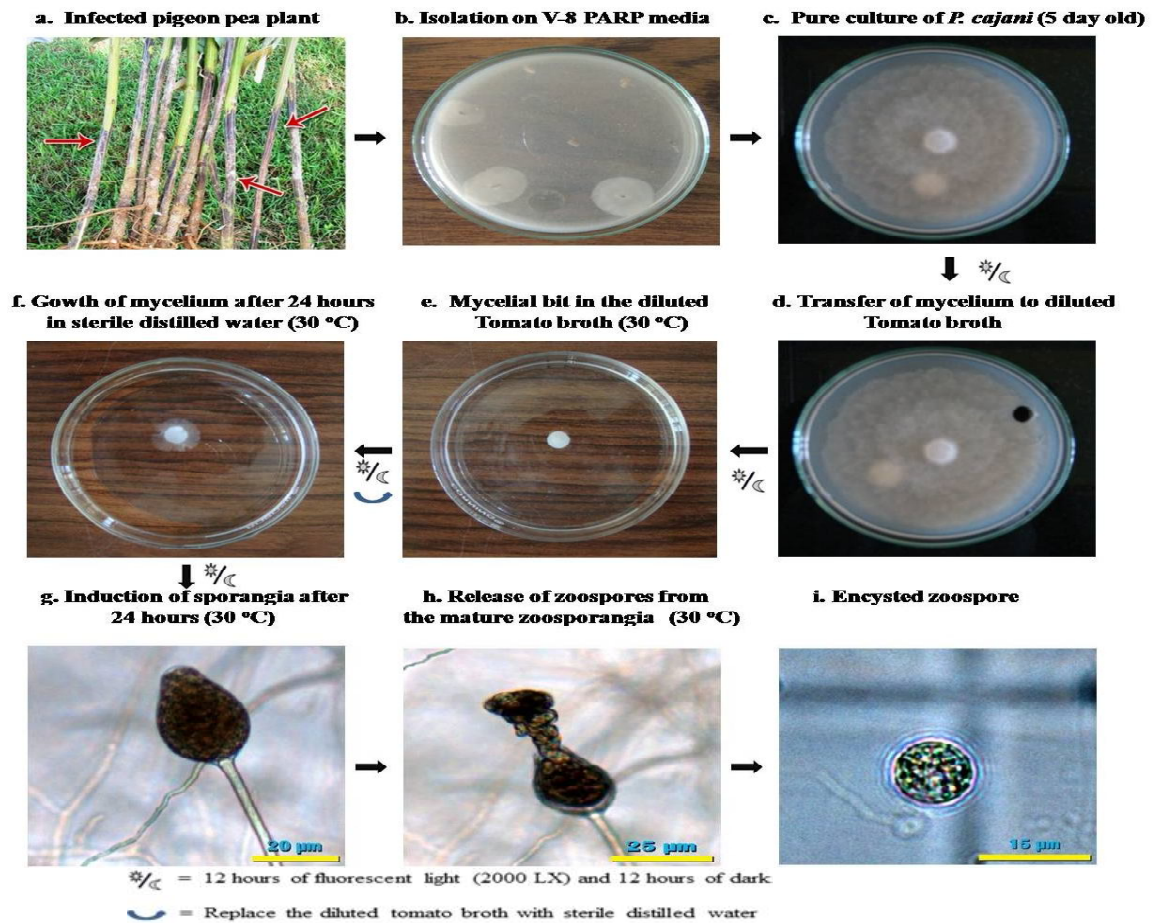 a. Infected pigeon pea plant
b. Isolation on V-8 PARP media
c. Pure culture of P. cajani (5 day old)
d. Transfer of mycelium to diluted
Tomato broth
e. Mycelial bit in the diluted
Tomato broth (30 °C)
f. Gowth of mycelium after 24 hours
in sterile distilled water (30 °C)
g. Induction of sporangia after
24 hours (30 °C)
h. Release of zoospores from
the mature zoosporangia (30 °C)
i. Encysted zoospore
20 µm
25 µm
15 µm
= 12 hours of fluorescent light (2000 LX) and 12 hours of dark
= Replace the diluted tomato broth with sterile distilled water